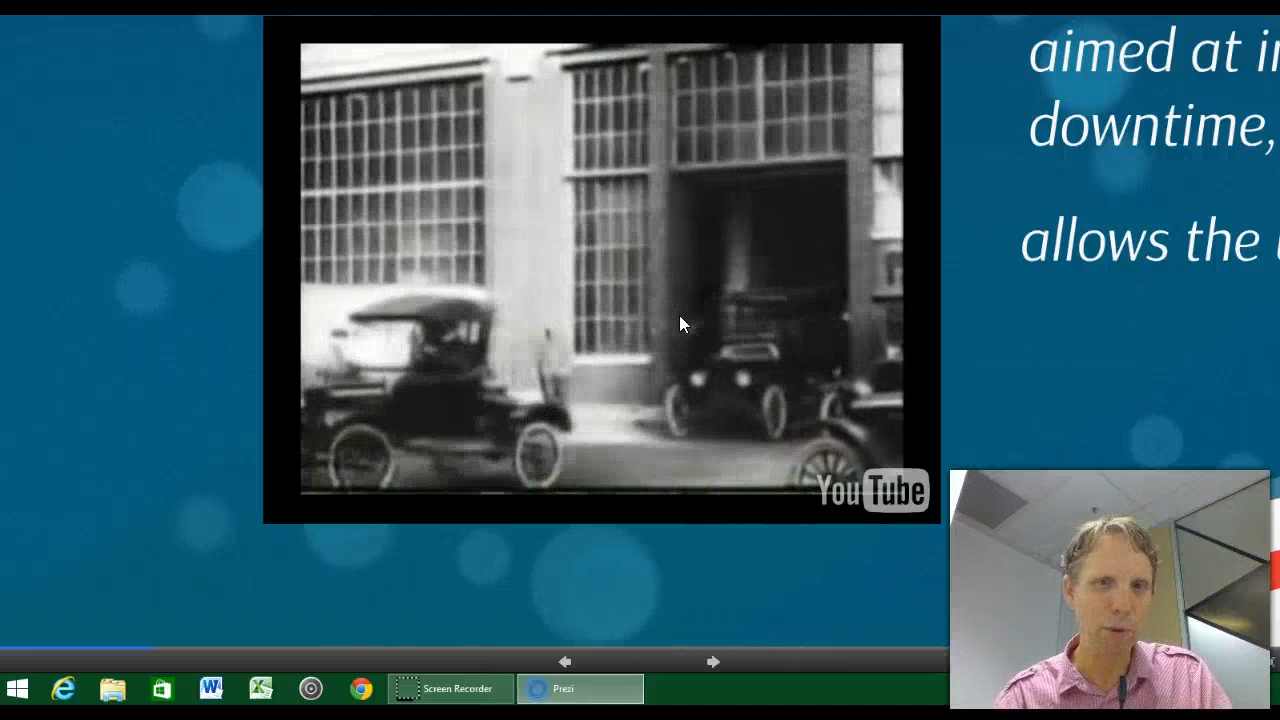 aimed at i
downtime,
allows the
YouTube
Screen Recorder
Prezi